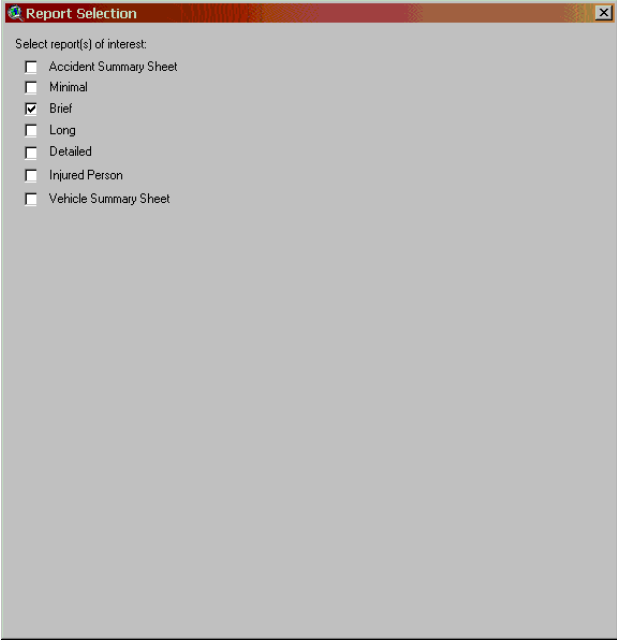 Report Selection
Select report(s) of interest:
Accident Summary Sheet
Minimal
Brief
Long
Detailed
Injured Person
Vehicle Summary Sheet